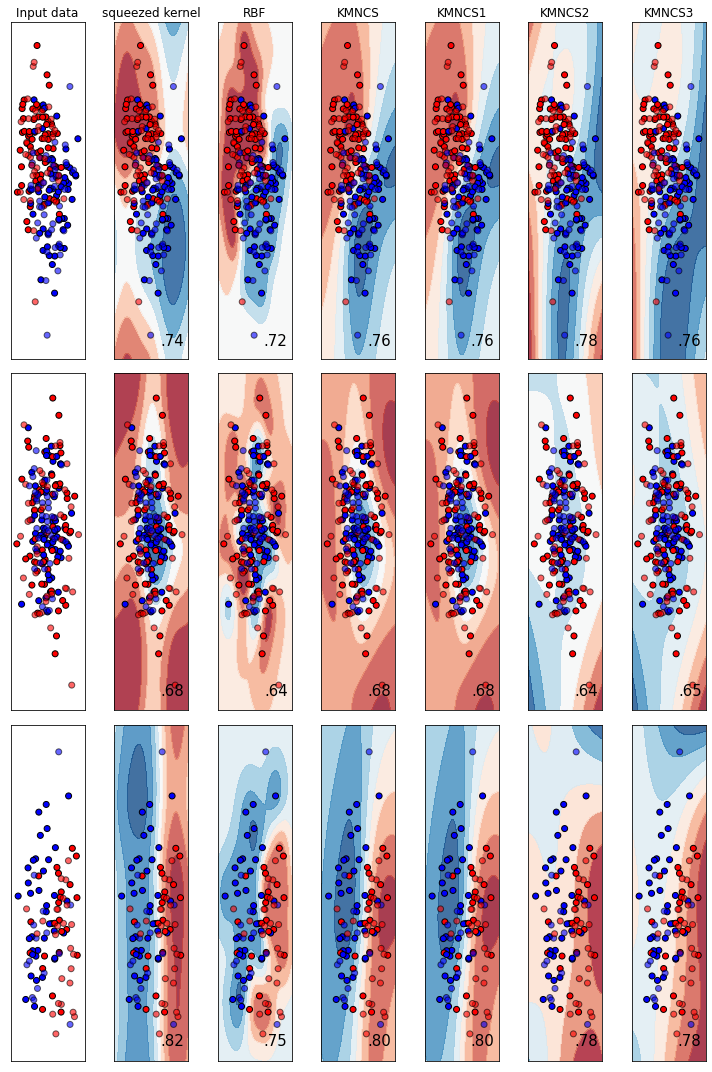 Input data squeezed kernel RBF KMNCS KMNCS1 KMNCS2 KMNCS3
.74 .72 .76 .76 .78 .76
.68 .64 .68 .68 .64 .65
.82 .75 .80 .80 .78 .78